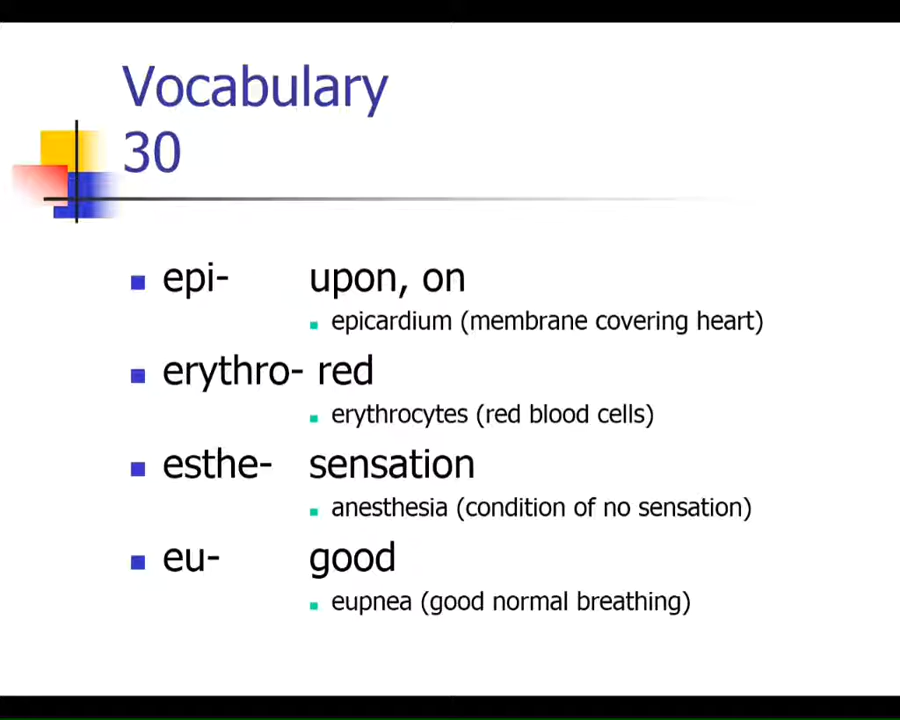 Vocabulary
30
epi- upon, on
epicardium (membrane covering heart)
erythro- red
erythrocytes (red blood cells)
esthe- sensation
anesthesia (condition of no sensation)
eu- good
eupnea (good normal breathing)